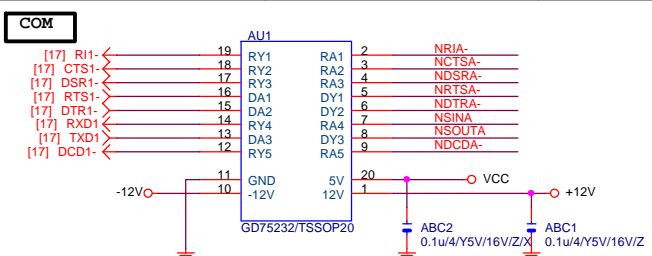 COM
AU1
[17] RI1- 19 RY1 RA1 2 NRIA-
[17] CTS1- 18 RY2 RA2 3 NCTSA-
[17] DSR1- 17 RY3 RA3 4 NDSRA-
[17] RTS1- 16 DA1 DY1 5 NRTSA-
[17] DTR1- 15 DA2 DY2 6 NDTRA-
[17] RXD1 14 RY4 RA4 7 NSINA
[17] TXD1 13 DA3 DY3 8 NSOUTA
[17] DCD1- 12 RY5 RA5 9 NDCDA-
11 GND 5V 20 VCC
-12V 10 -12V 12V 1 +12V
GD75232/TSSOP20
ABC2
0.1u/4/Y5V/16V/Z/X
ABC1
0.1u/4/Y5V/16V/Z